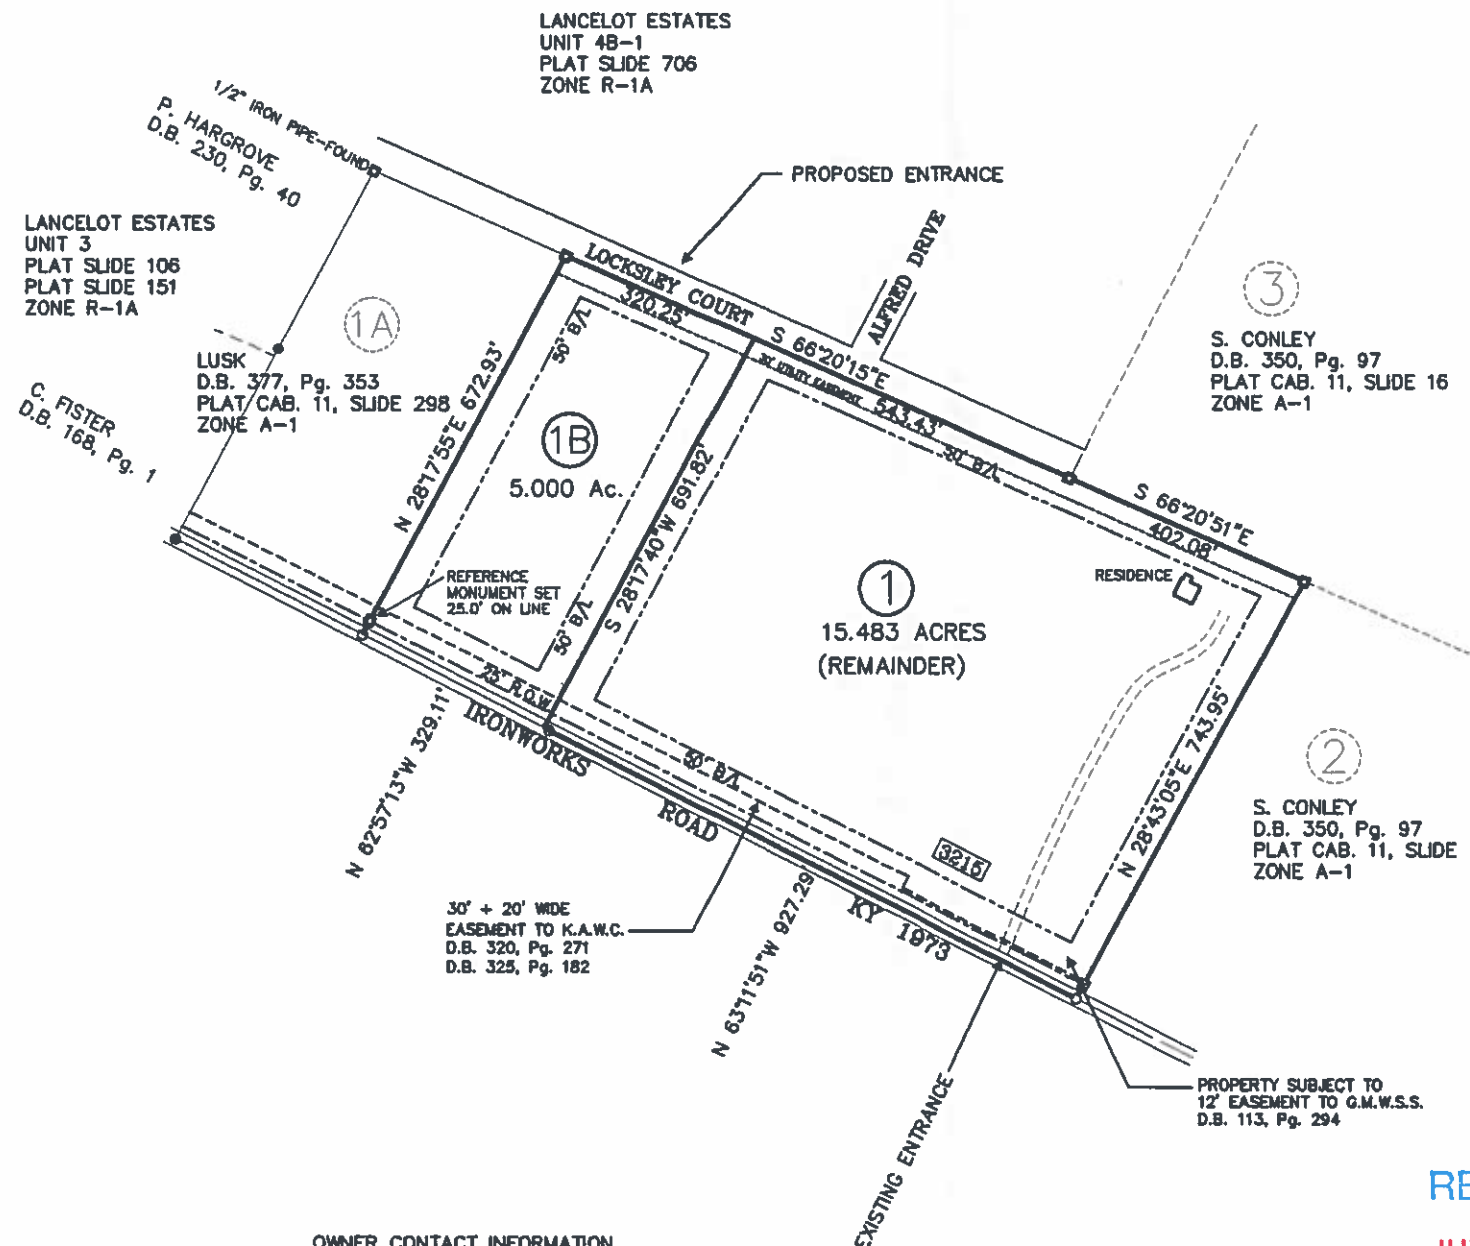 LANCELOT ESTATES
UNIT 4B-1
PLAT SLIDE 706
ZONE R-1A
1/2" IRON PIPE-FOUND
P. HARGROVE
D.B. 230, Pg. 40
PROPOSED ENTRANCE
LANCELOT ESTATES
UNIT 3
PLAT SLIDE 106
PLAT SLIDE 151
ZONE R-1A
LOCKSLEY COURT
ALFRED DRIVE
320.25'
S 66°20'15"E
543.43'
UTILITY EASEMENT
50' B/L
50' B/L
3
S. CONLEY
D.B. 350, Pg. 97
PLAT CAB. 11, SLIDE 16
ZONE A-1
1A
LUSK
D.B. 377, Pg. 353
PLAT CAB. 11, SLIDE 298
ZONE A-1
C. FISTER
D.B. 168, Pg. 1
N 28°17'55"E 672.93'
1B
5.000 Ac.
S 28°17'40"W 691.82'
S 66°20'51"E
402.08'
RESIDENCE
1
15.483 ACRES
(REMAINDER)
REFERENCE
MONUMENT SET
25.0' ON LINE
50' B/L
25' R.O.W.
IRONWORKS
ROAD
KY 1973
N 62°57'13"W 329.11'
50' B/L
3215
N 28°43'05"E 743.95'
2
S. CONLEY
D.B. 350, Pg. 97
PLAT CAB. 11, SLIDE
ZONE A-1
30' + 20' WIDE
EASEMENT TO K.A.W.C.
D.B. 320, Pg. 271
D.B. 325, Pg. 182
N 63°11'51"W 927.29
EXISTING ENTRANCE
PROPERTY SUBJECT TO
12' EASEMENT TO G.M.W.S.S.
D.B. 113, Pg. 294
RE
OWNER CONTACT INFORMATION